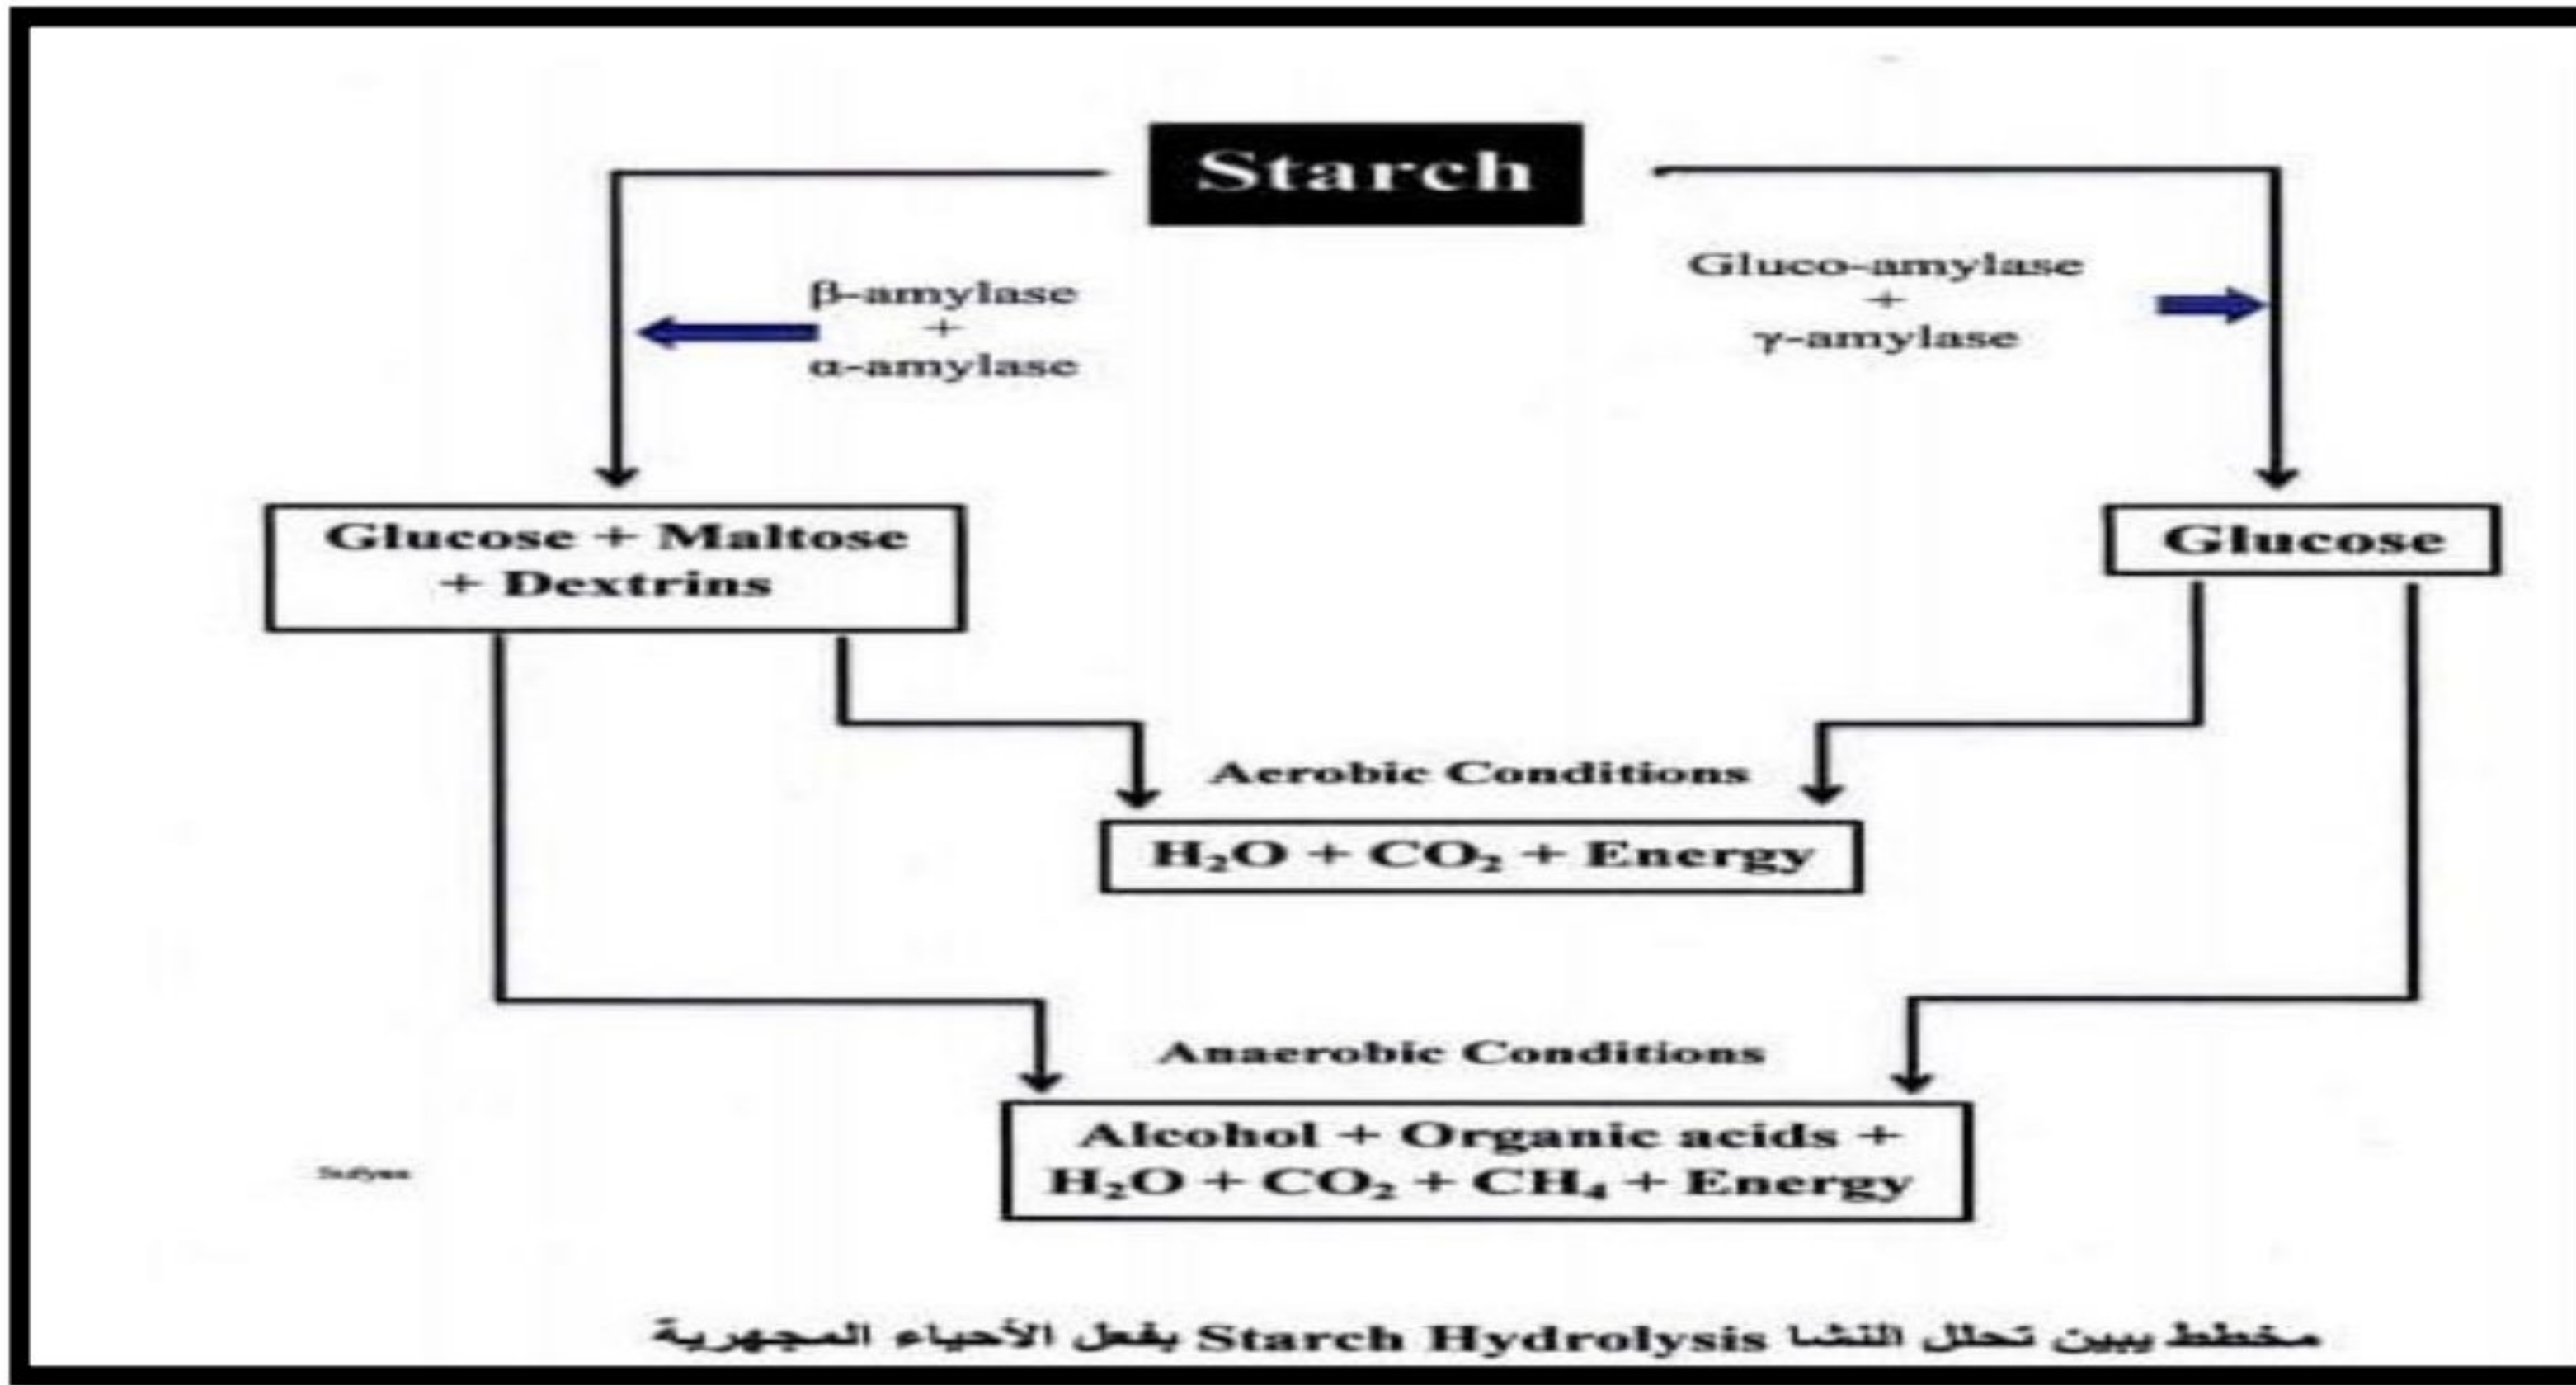 Starch
β-amylase
+
α-amylase
Gluco-amylase
+
γ-amylase
Glucose + Maltose
+ Dextrins
Glucose
Aerobic Conditions
H₂O + CO₂ + Energy
Anaerobic Conditions
Alcohol + Organic acids +
H₂O + CO₂ + CH₄ + Energy
مخطط يبين تحلل النشا Starch Hydrolysis بفعل الأحياء المجهرية